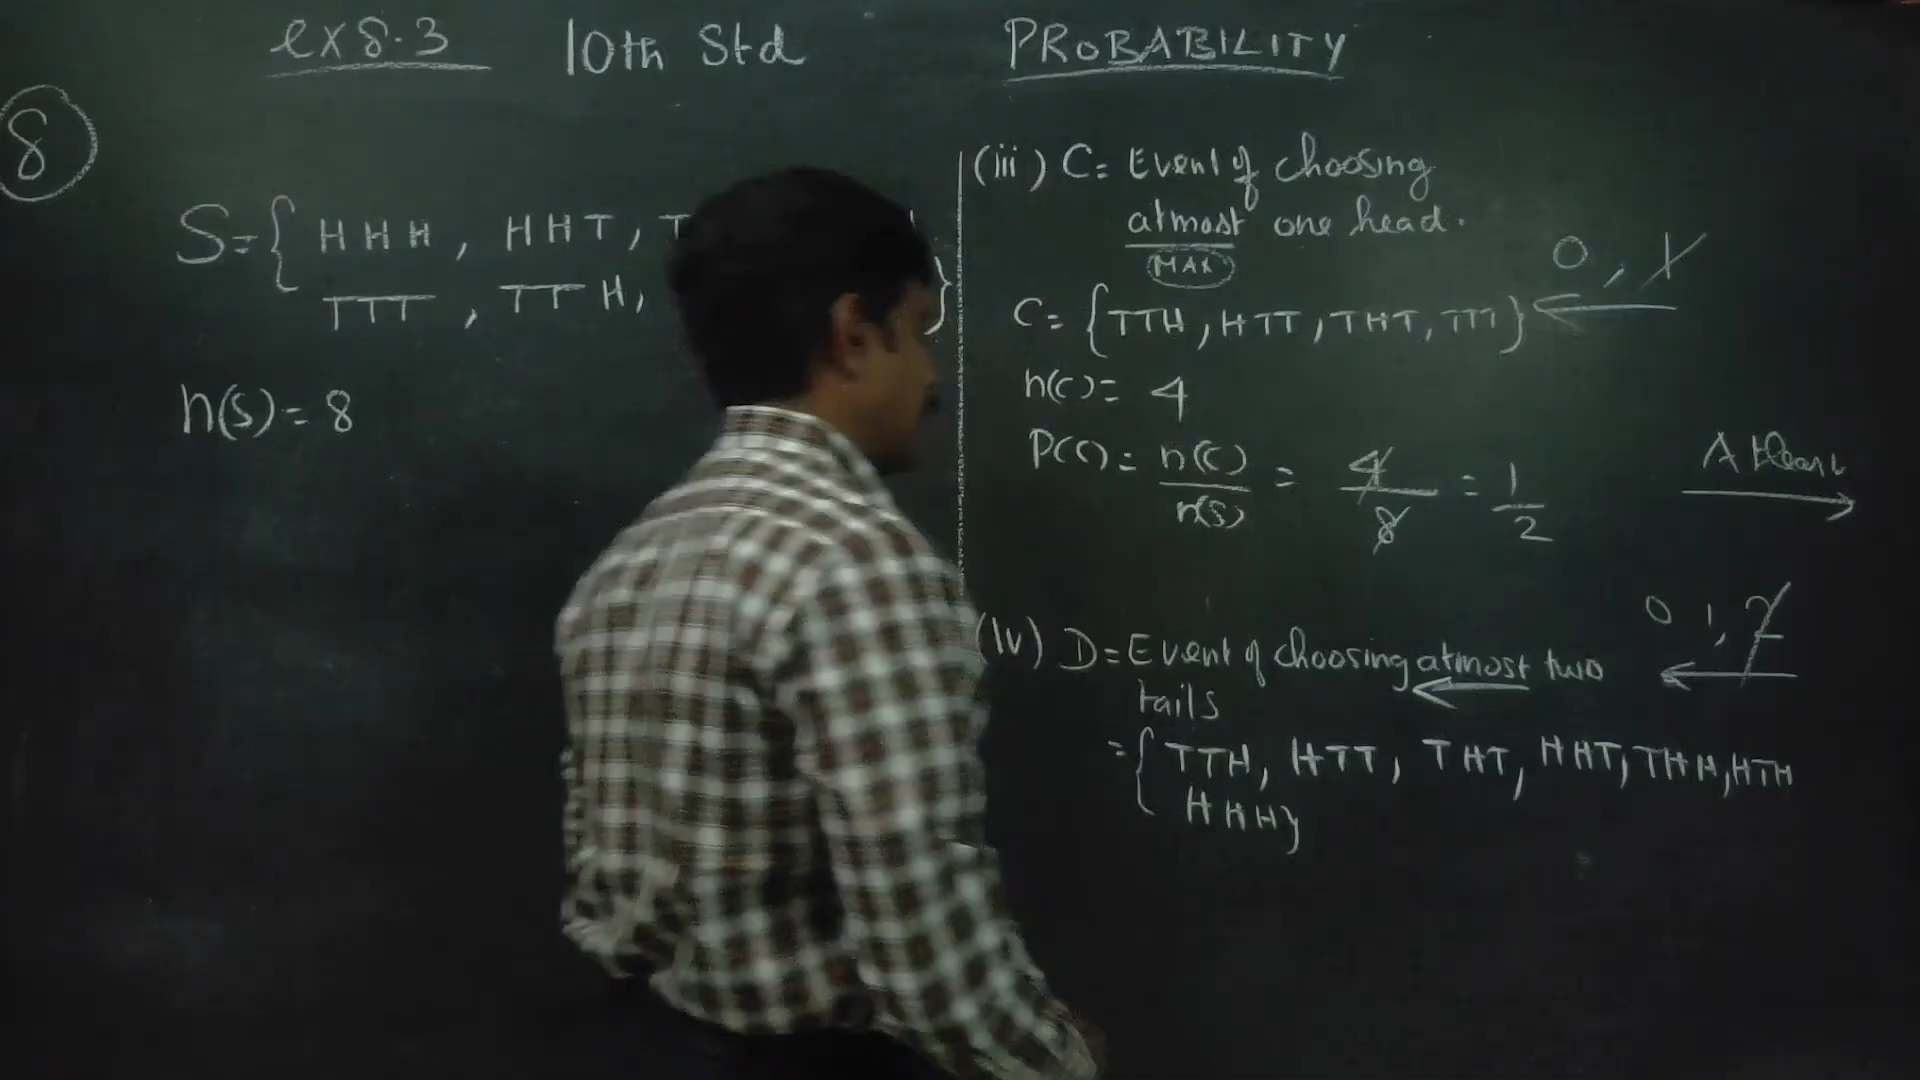 ex 8.3 10th Std PROBABILITY
8
S={ HHH, HHT, T
TTT, TTH, }
n(s)=8
(iii) C= Event of choosing
atmost one head.
MAX
0, 1
C= {TTH, HTT, THT, TTT}
n(c)= 4
P(c)= n(c)/n(s) = 4/8 = 1/2
Atleast
0 1, 2
(iv) D= Event of choosing atmost two
tails
={ TTH, HTT, THT, HHT, THH, HTH
HHH}